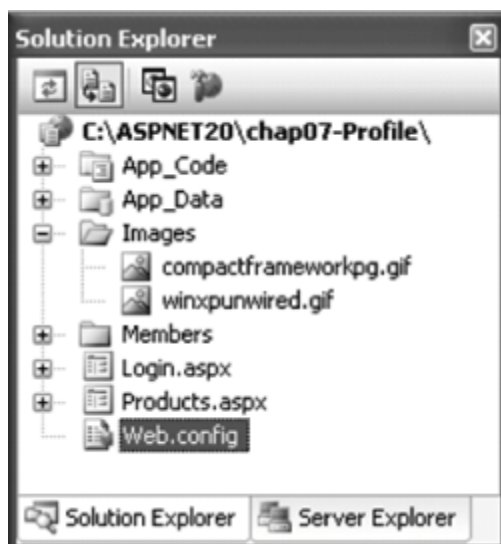 Solution Explorer
C:\ASPNET20\chap07-Profile\
App_Code
App_Data
Images
compactframeworkpg.gif
winxpunwired.gif
Members
Login.aspx
Products.aspx
Web.config
Solution Explorer Server Explorer